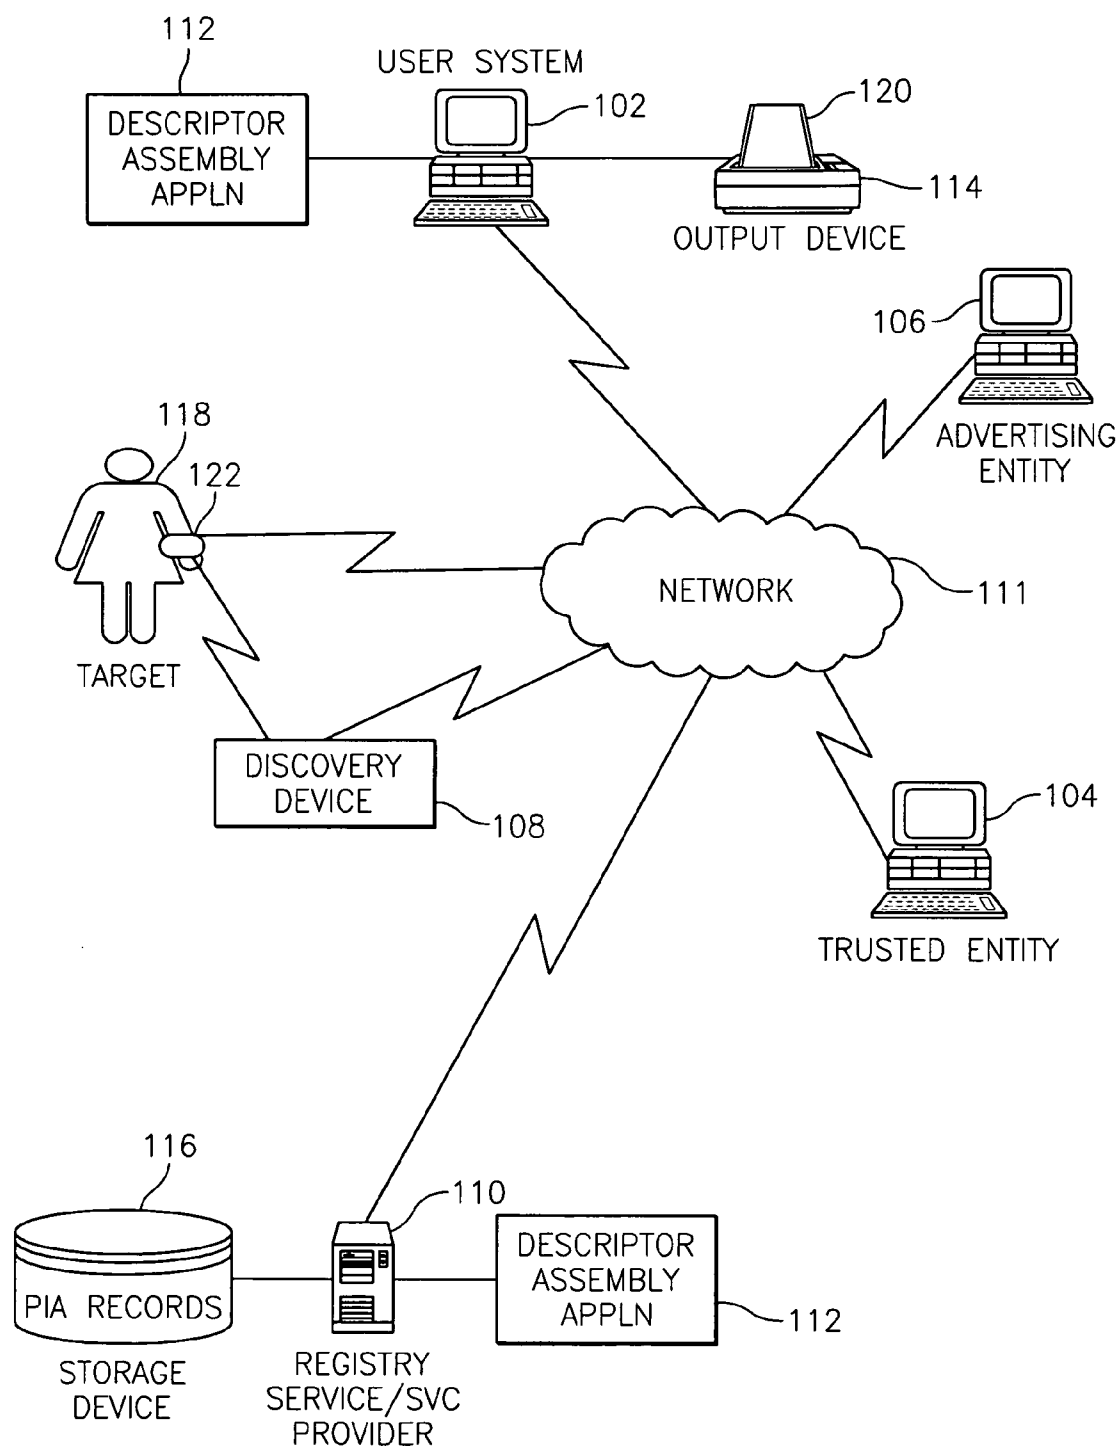 112
USER SYSTEM
102
120
DESCRIPTOR
ASSEMBLY
APPLN
114
OUTPUT DEVICE
106
ADVERTISING
ENTITY
118
122
TARGET
NETWORK
111
DISCOVERY
DEVICE
108
104
TRUSTED ENTITY
116
110
PIA RECORDS
STORAGE
DEVICE
REGISTRY
SERVICE/SVC
PROVIDER
DESCRIPTOR
ASSEMBLY
APPLN
112